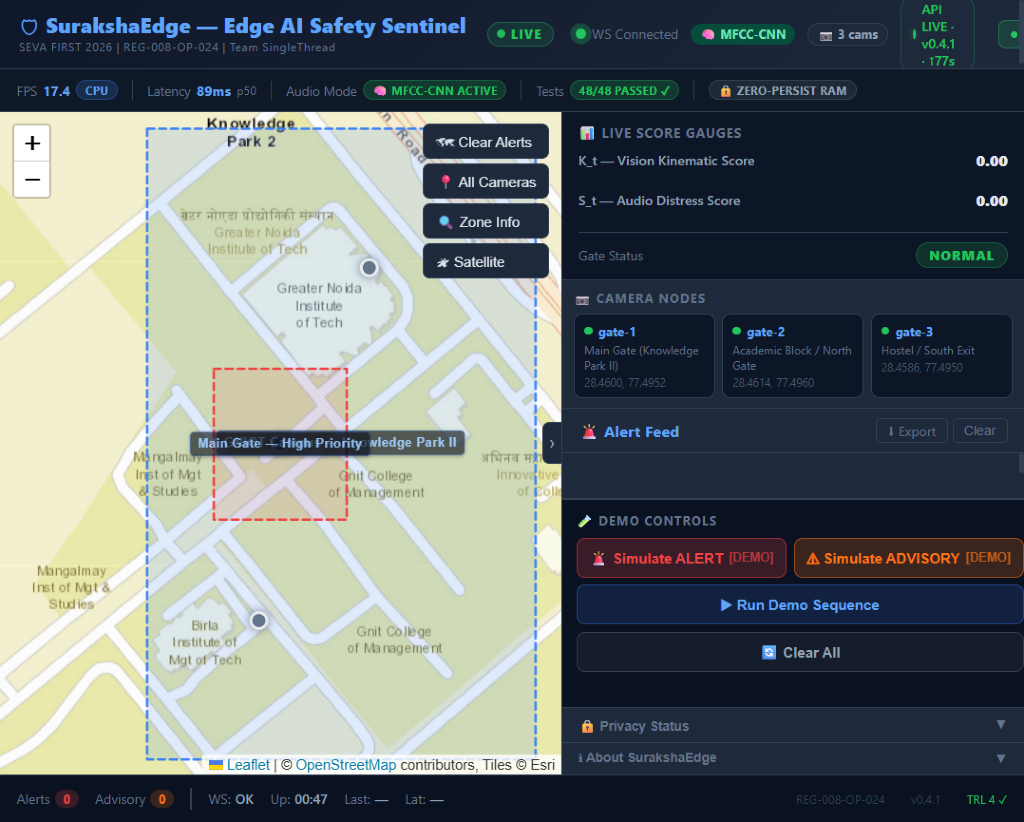 SurakshaEdge — Edge AI Safety Sentinel
SEVA FIRST 2026 | REG-008-OP-024 | Team SingleThread
LIVE
WS Connected
MFCC-CNN
3 cams
API
LIVE ·
v0.4.1
· ↑77s
FPS 17.4 CPU
Latency 89ms p50
Audio Mode MFCC-CNN ACTIVE
Tests 48/48 PASSED ✓
ZERO-PERSIST RAM
+
−
Knowledge
Park 2
Road
Clear Alerts
All Cameras
Zone Info
Satellite
ग्रेटर नोएडा प्रोद्योगिकी संस्थान
Greater Noida
Institute of Tech
Greater Noida
Institute
of Tech
Main Gate — High Priority
wledge Park II
Mangalmay
Inst of Mgt
& Studies
Gnit College
of Management
अभिनव
Innovative
of Colle
Mangalmay
Inst of Mgt &
Studies
Birla
Institute of
Mgt of Tech
Gnit College
of Management
Leaflet | © OpenStreetMap contributors, Tiles © Esri
LIVE SCORE GAUGES
K_t — Vision Kinematic Score 0.00
S_t — Audio Distress Score 0.00
Gate Status NORMAL
CAMERA NODES
gate-1
Main Gate (Knowledge
Park II)
28.4600, 77.4952
gate-2
Academic Block / North
Gate
28.4614, 77.4960
gate-3
Hostel / South Exit
28.4586, 77.4950
›
Alert Feed
⬇ Export
Clear
DEMO CONTROLS
Simulate ALERT [DEMO]
⚠ Simulate ADVISORY [DEMO]
▶ Run Demo Sequence
Clear All
Privacy Status ▼
ℹ About SurakshaEdge ▼
Alerts 0
Advisory 0
WS: OK
Up: 00:47
Last: —
Lat: —
REG-008-OP-024
v0.4.1
TRL 4 ✓